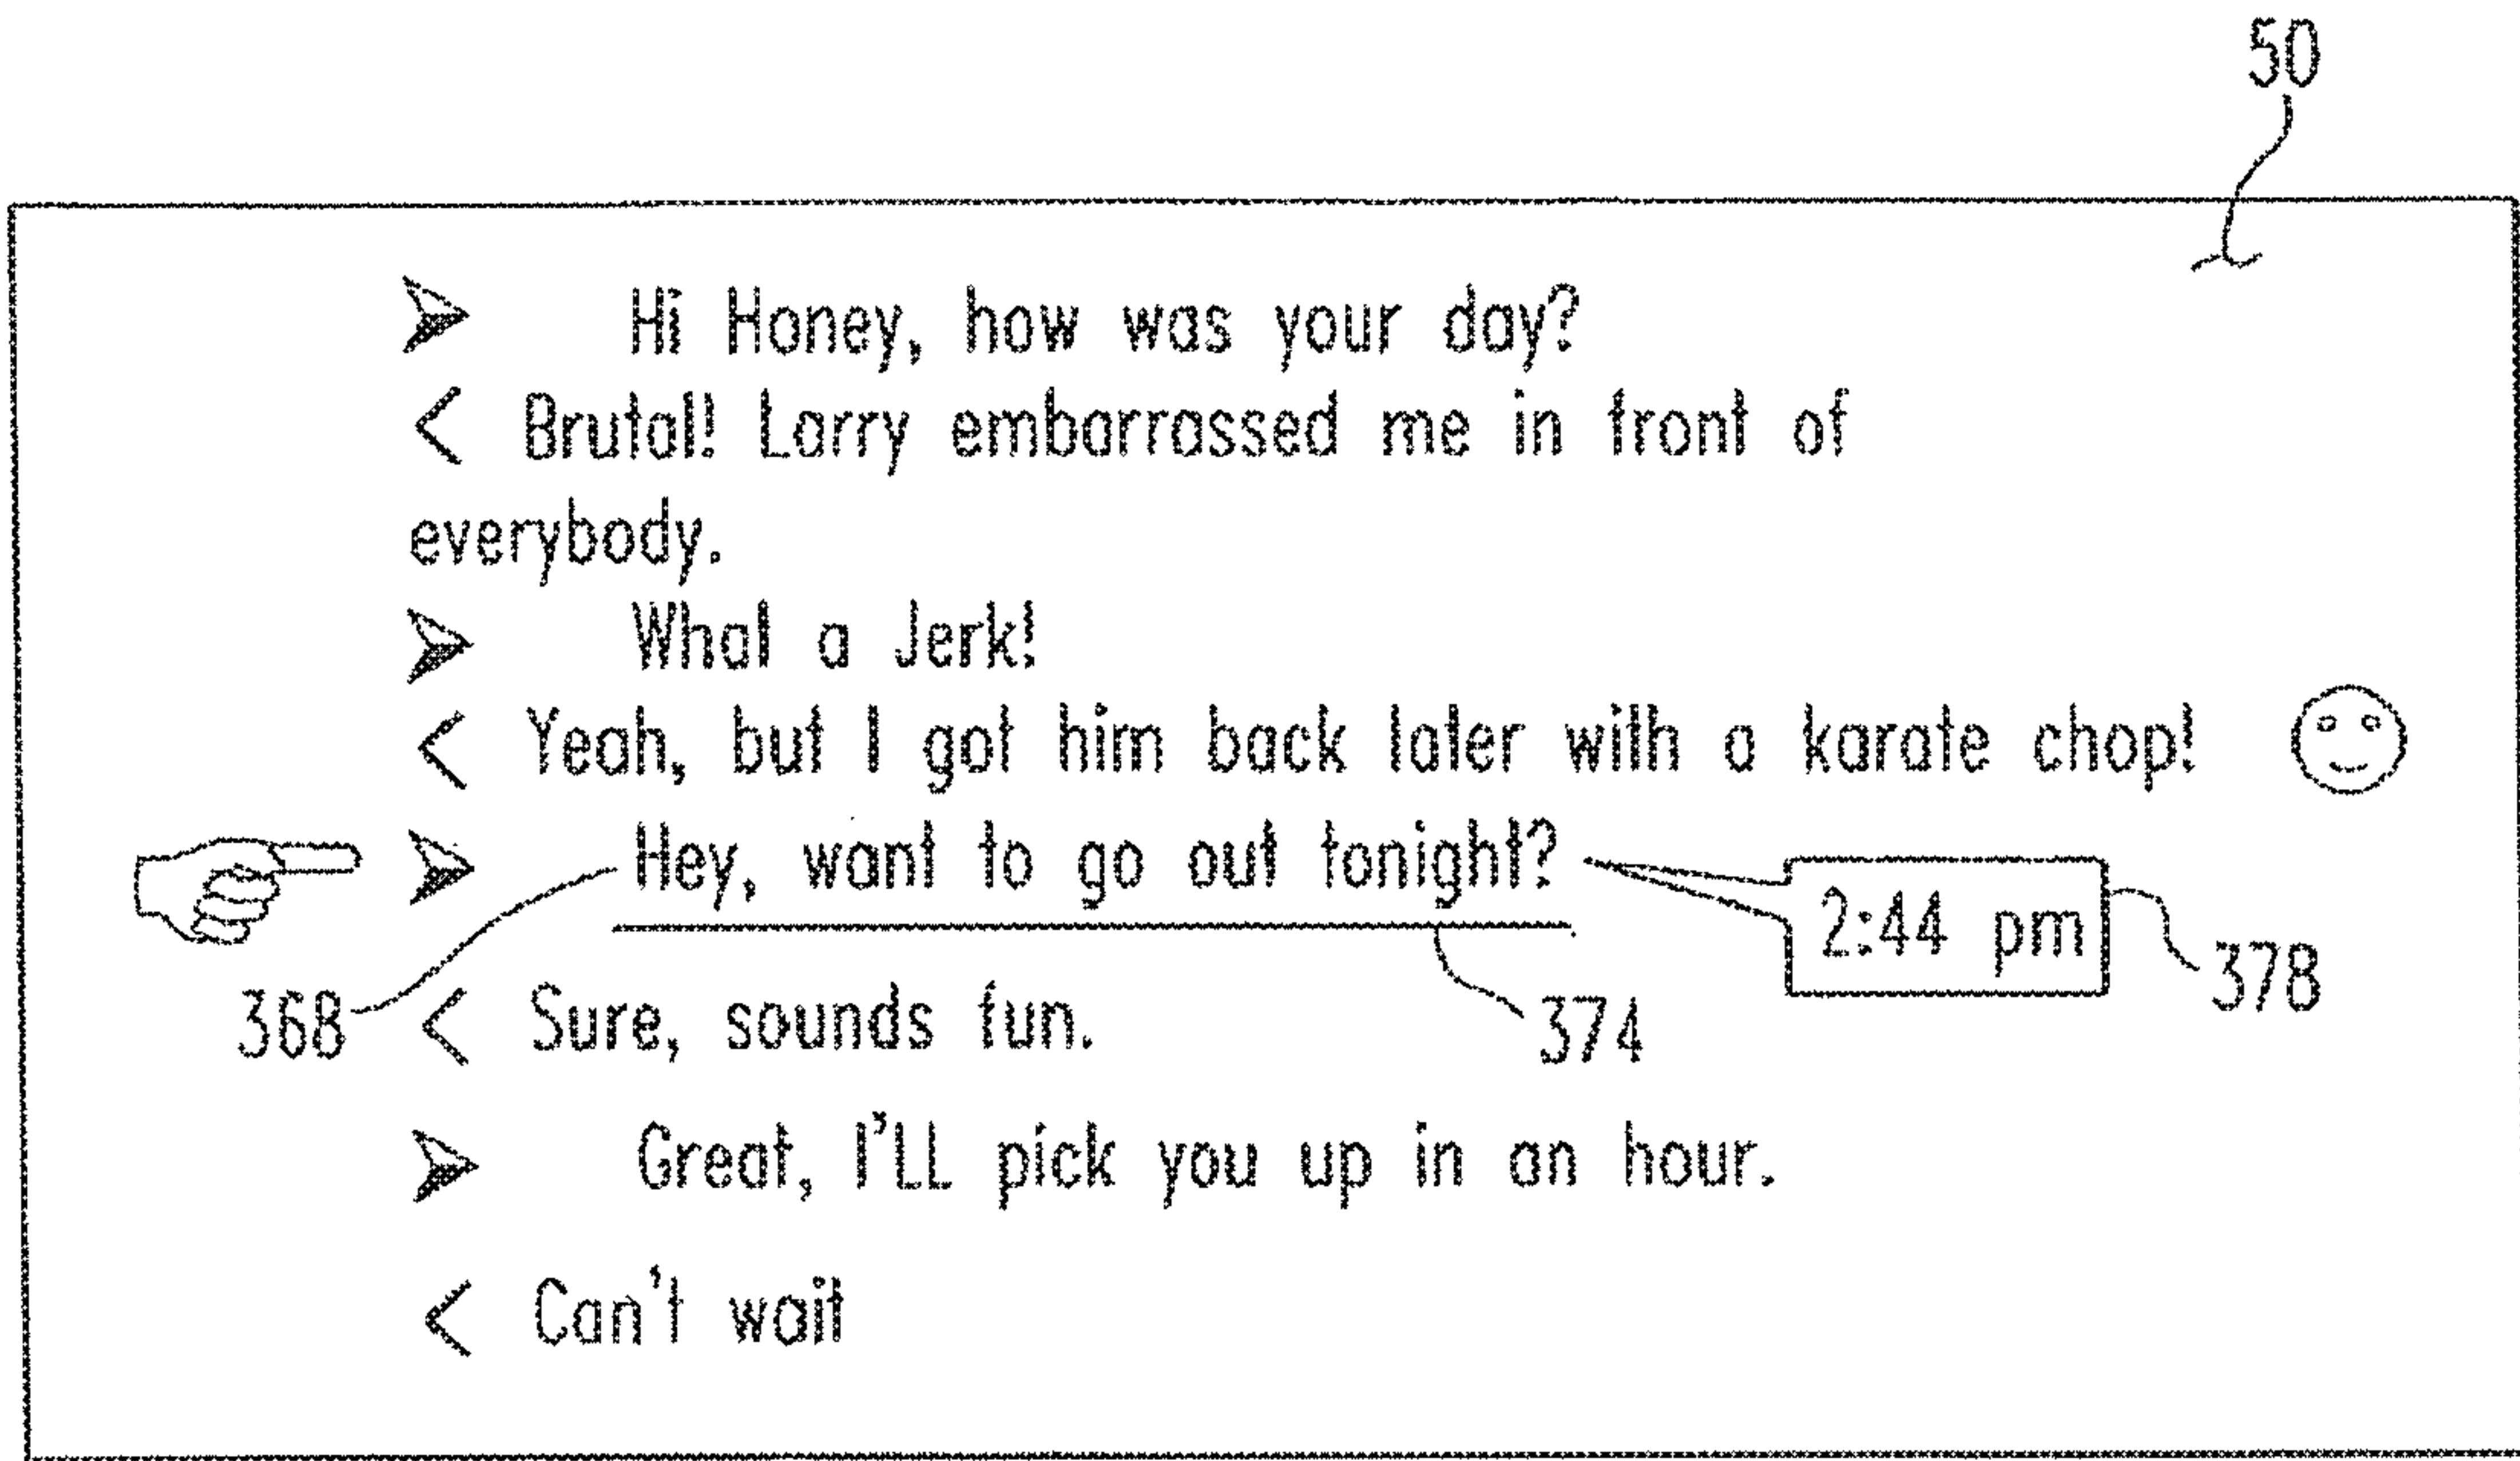 50
➢ Hi Honey, how was your day?
< Brutal! Larry embarrassed me in front of
everybody.
➢ What a Jerk!
< Yeah, but I got him back later with a karate chop!
➢ Hey, want to go out tonight?
2:44 pm
378
368
< Sure, sounds fun.
374
➢ Great, I'LL pick you up in an hour.
< Can't wait